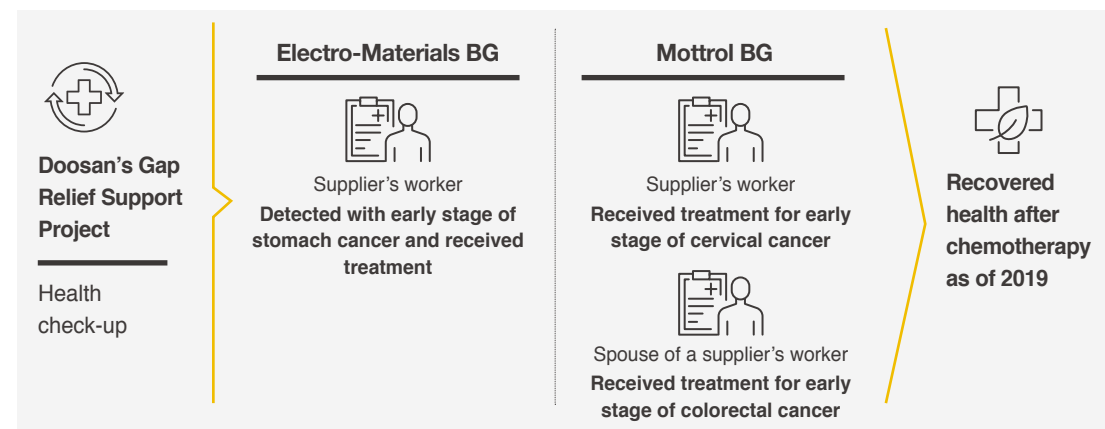 Doosan's Gap
Relief Support
Project
Health
check-up
Electro-Materials BG
Supplier's worker
Detected with early stage of
stomach cancer and received
treatment
Mottrol BG
Supplier's worker
Received treatment for early
stage of cervical cancer
Spouse of a supplier's worker
Received treatment for early
stage of colorectal cancer
Recovered
health after
chemotherapy
as of 2019